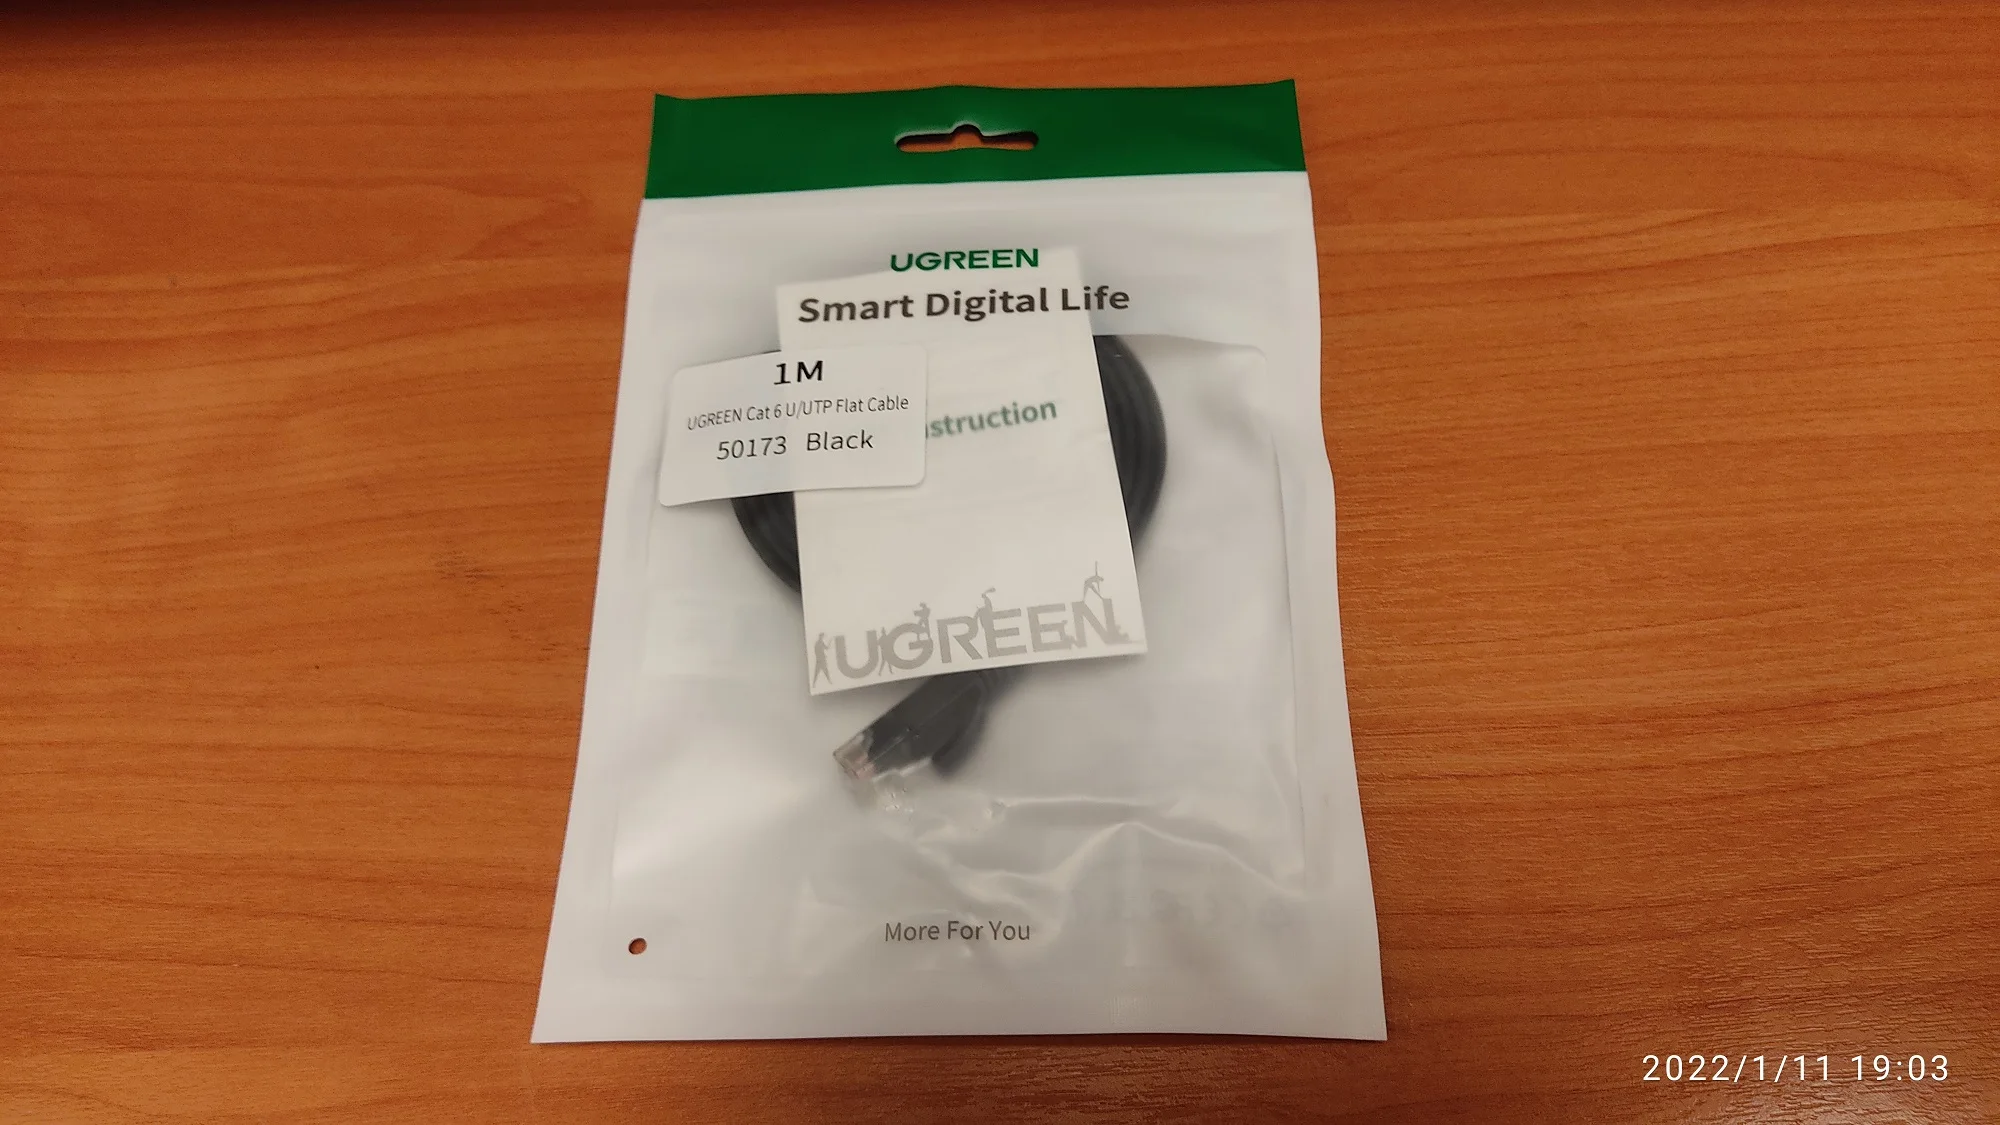 UGREEN
Smart Digital Life
1M
UGREEN Cat 6 U/UTP Flat Cable
50173 Black
struction
UGREEN
More For You
2022/1/11 19:03